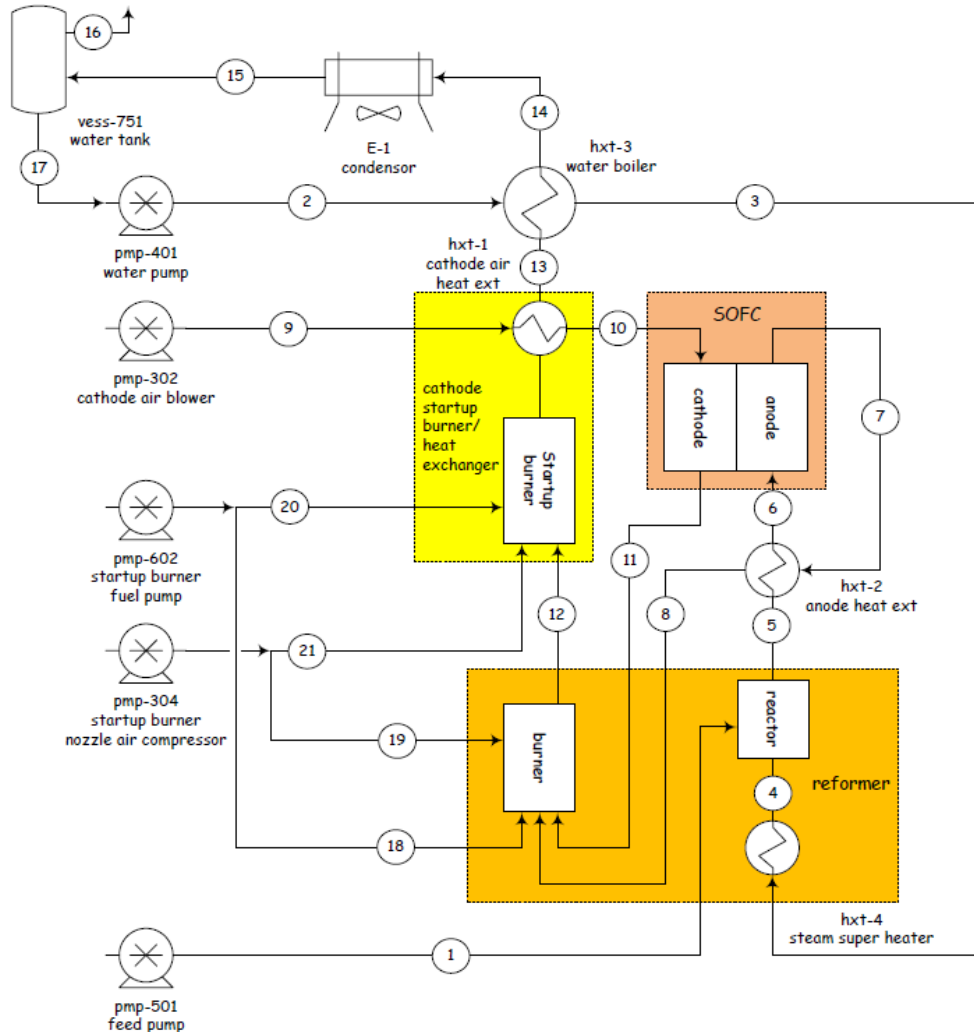 16
15
14
vess-751
water tank
E-1
condensor
hxt-3
water boiler
17
2
3
pmp-401
water pump
hxt-1
cathode air
heat ext
13
9
10
SOFC
pmp-302
cathode air blower
cathode
startup
burner/
heat
exchanger
cathode
anode
7
Startup
burner
20
6
11
pmp-602
startup burner
fuel pump
12
8
hxt-2
anode heat ext
5
21
pmp-304
startup burner
nozzle air compressor
burner
reactor
19
reformer
4
18
hxt-4
steam super heater
1
pmp-501
feed pump